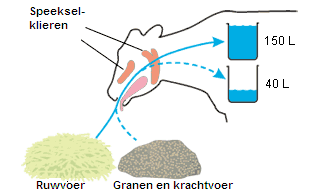 Speeksel-
klieren
150 L
40 L
Ruwvoer
Granen en krachtvoer